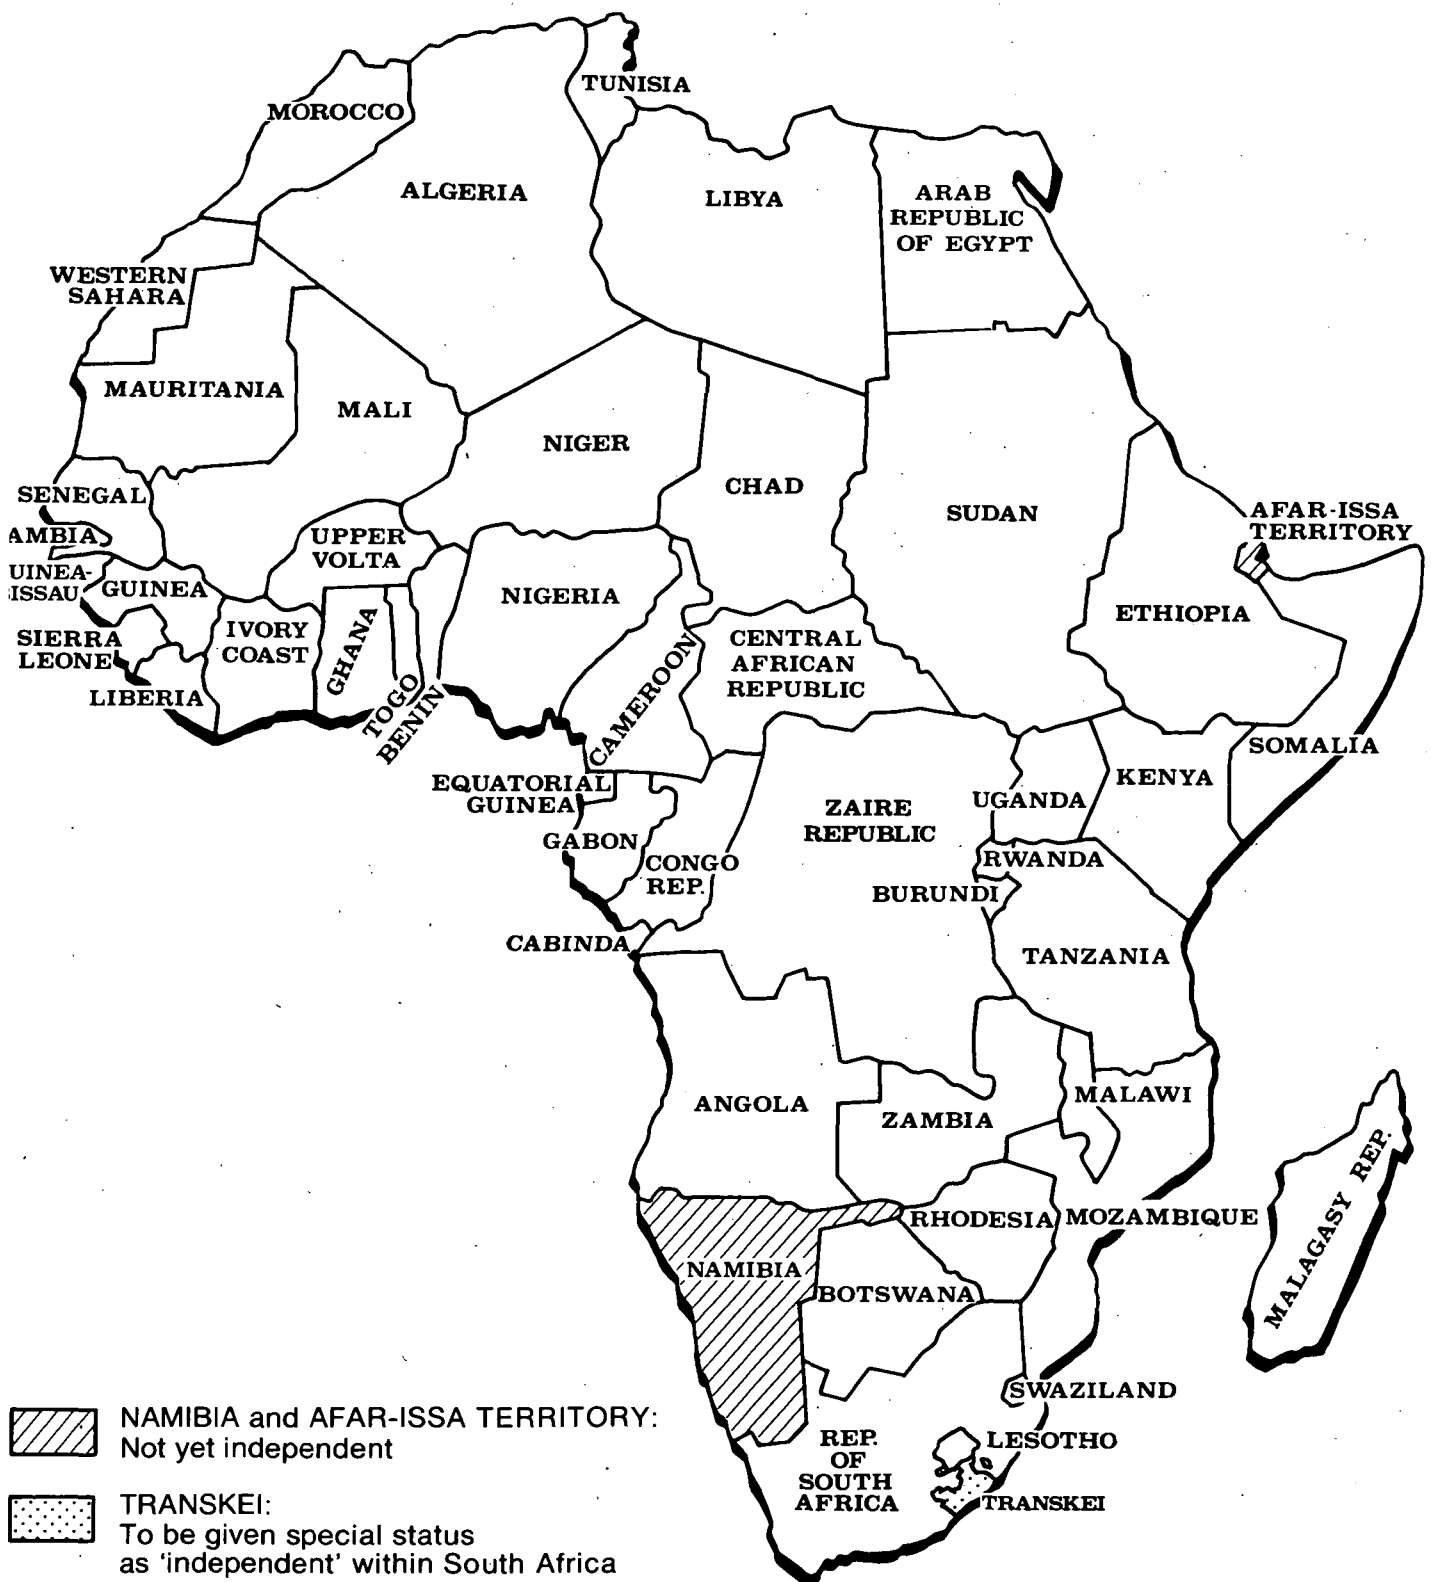 TUNISIA
MOROCCO
ALGERIA
LIBYA
ARAB
REPUBLIC
OF EGYPT
WESTERN
SAHARA
MAURITANIA
MALI
NIGER
CHAD
SUDAN
SENEGAL
AMBIA
UPPER
VOLTA
AFAR-ISSA
TERRITORY
UINEA-
ISSAU
GUINEA
NIGERIA
ETHIOPIA
SIERRA
LEONE
IVORY
COAST
GHANA
CENTRAL
AFRICAN
REPUBLIC
LIBERIA
TOGO
BENIN
CAMEROON
SOMALIA
EQUATORIAL
GUINEA
ZAIRE
REPUBLIC
UGANDA
KENYA
GABON
CONGO
REP.
RWANDA
BURUNDI
CABINDA
TANZANIA
ANGOLA
ZAMBIA
MALAWI
MALAGASY REP.
RHODESIA
MOZAMBIQUE
NAMIBIA
BOTSWANA
SWAZILAND
REP.
OF
SOUTH
AFRICA
LESOTHO
TRANSKEI
NAMIBIA and AFAR-ISSA TERRITORY:
Not yet independent
TRANSKEI:
To be given special status
as 'independent' within South Africa